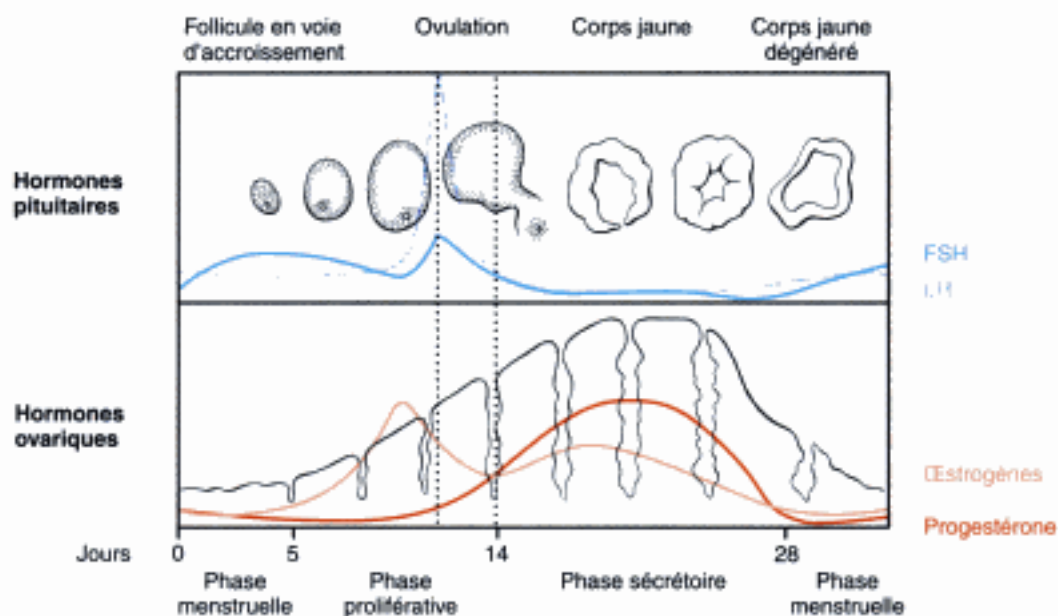 Follicule en voie
d'accroissement
Ovulation
Corps jaune
Corps jaune
dégénéré
Hormones
pituitaires
FSH
Hormones
ovariques
Œstrogènes
Progestérone
Jours
0
5
14
28
Phase
menstruelle
Phase
proliférative
Phase sécrétoire
Phase
menstruelle